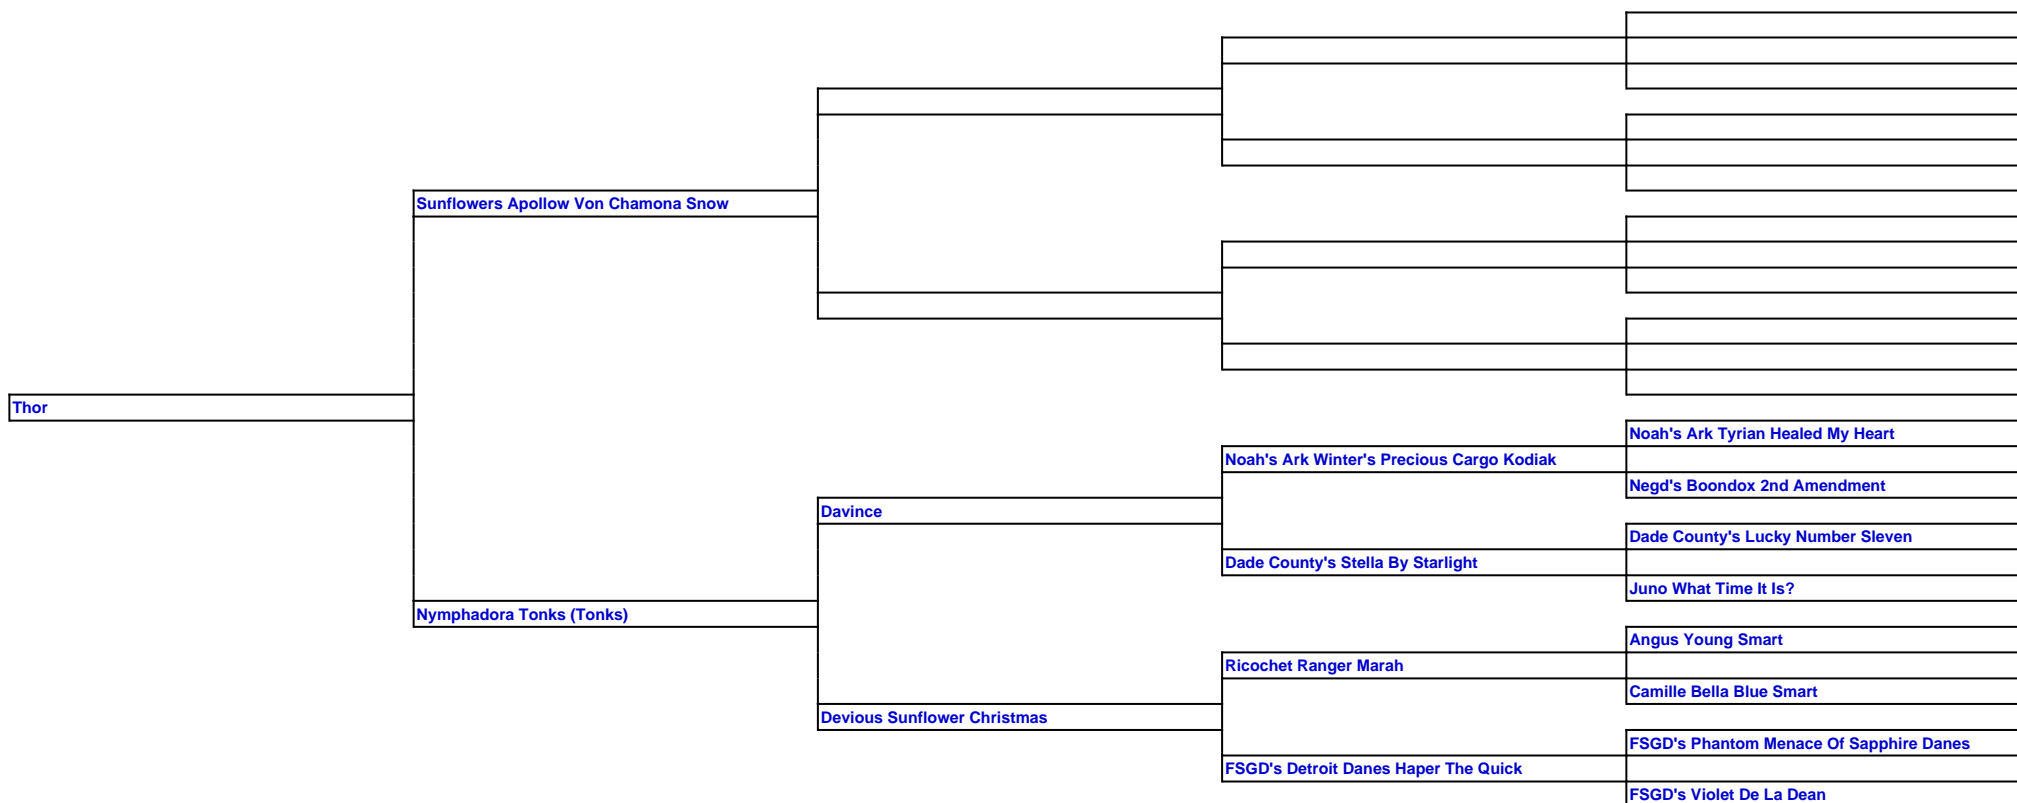 Sunflowers Apollow Von Chamona Snow
Thor
Noah's Ark Tyrian Healed My Heart
Noah's Ark Winter's Precious Cargo Kodiak
Negd's Boondox 2nd Amendment
Davince
Dade County's Lucky Number Sleven
Dade County's Stella By Starlight
Juno What Time It Is?
Nymphadora Tonks (Tonks)
Angus Young Smart
Ricochet Ranger Marah
Camille Bella Blue Smart
Devious Sunflower Christmas
FSGD's Phantom Menace Of Sapphire Danes
FSGD's Detroit Danes Haper The Quick
FSGD's Violet De La Dean